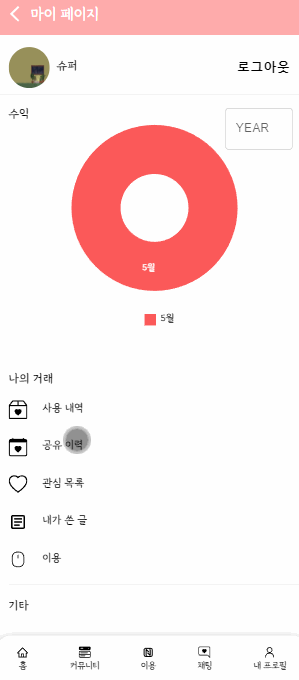 마이 페이지
슈퍼
로그아웃
수익
YEAR
5월
5월
나의 거래
사용 내역
공유 이력
관심 목록
내가 쓴 글
이용
기타
홈
커뮤니티
이용
채팅
내 프로필